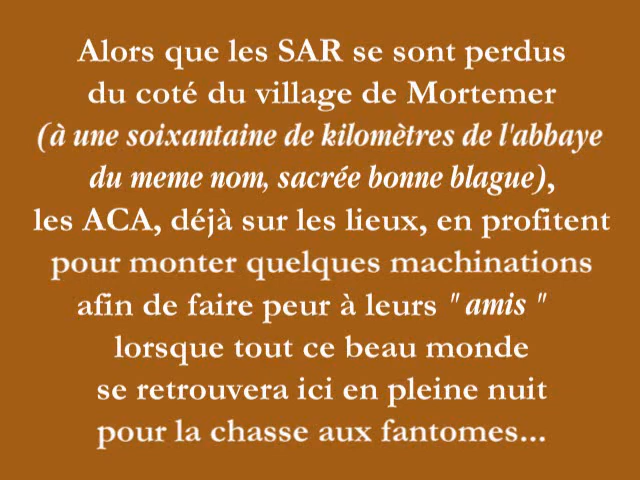 Alors que les SAR se sont perdus
du coté du village de Mortemer
(à une soixantaine de kilomètres de l'abbaye
du meme nom, sacrée bonne blague),
les ACA, déjà sur les lieux, en profitent
pour monter quelques machinations
afin de faire peur à leurs " amis "
lorsque tout ce beau monde
se retrouvera ici en pleine nuit
pour la chasse aux fantomes...